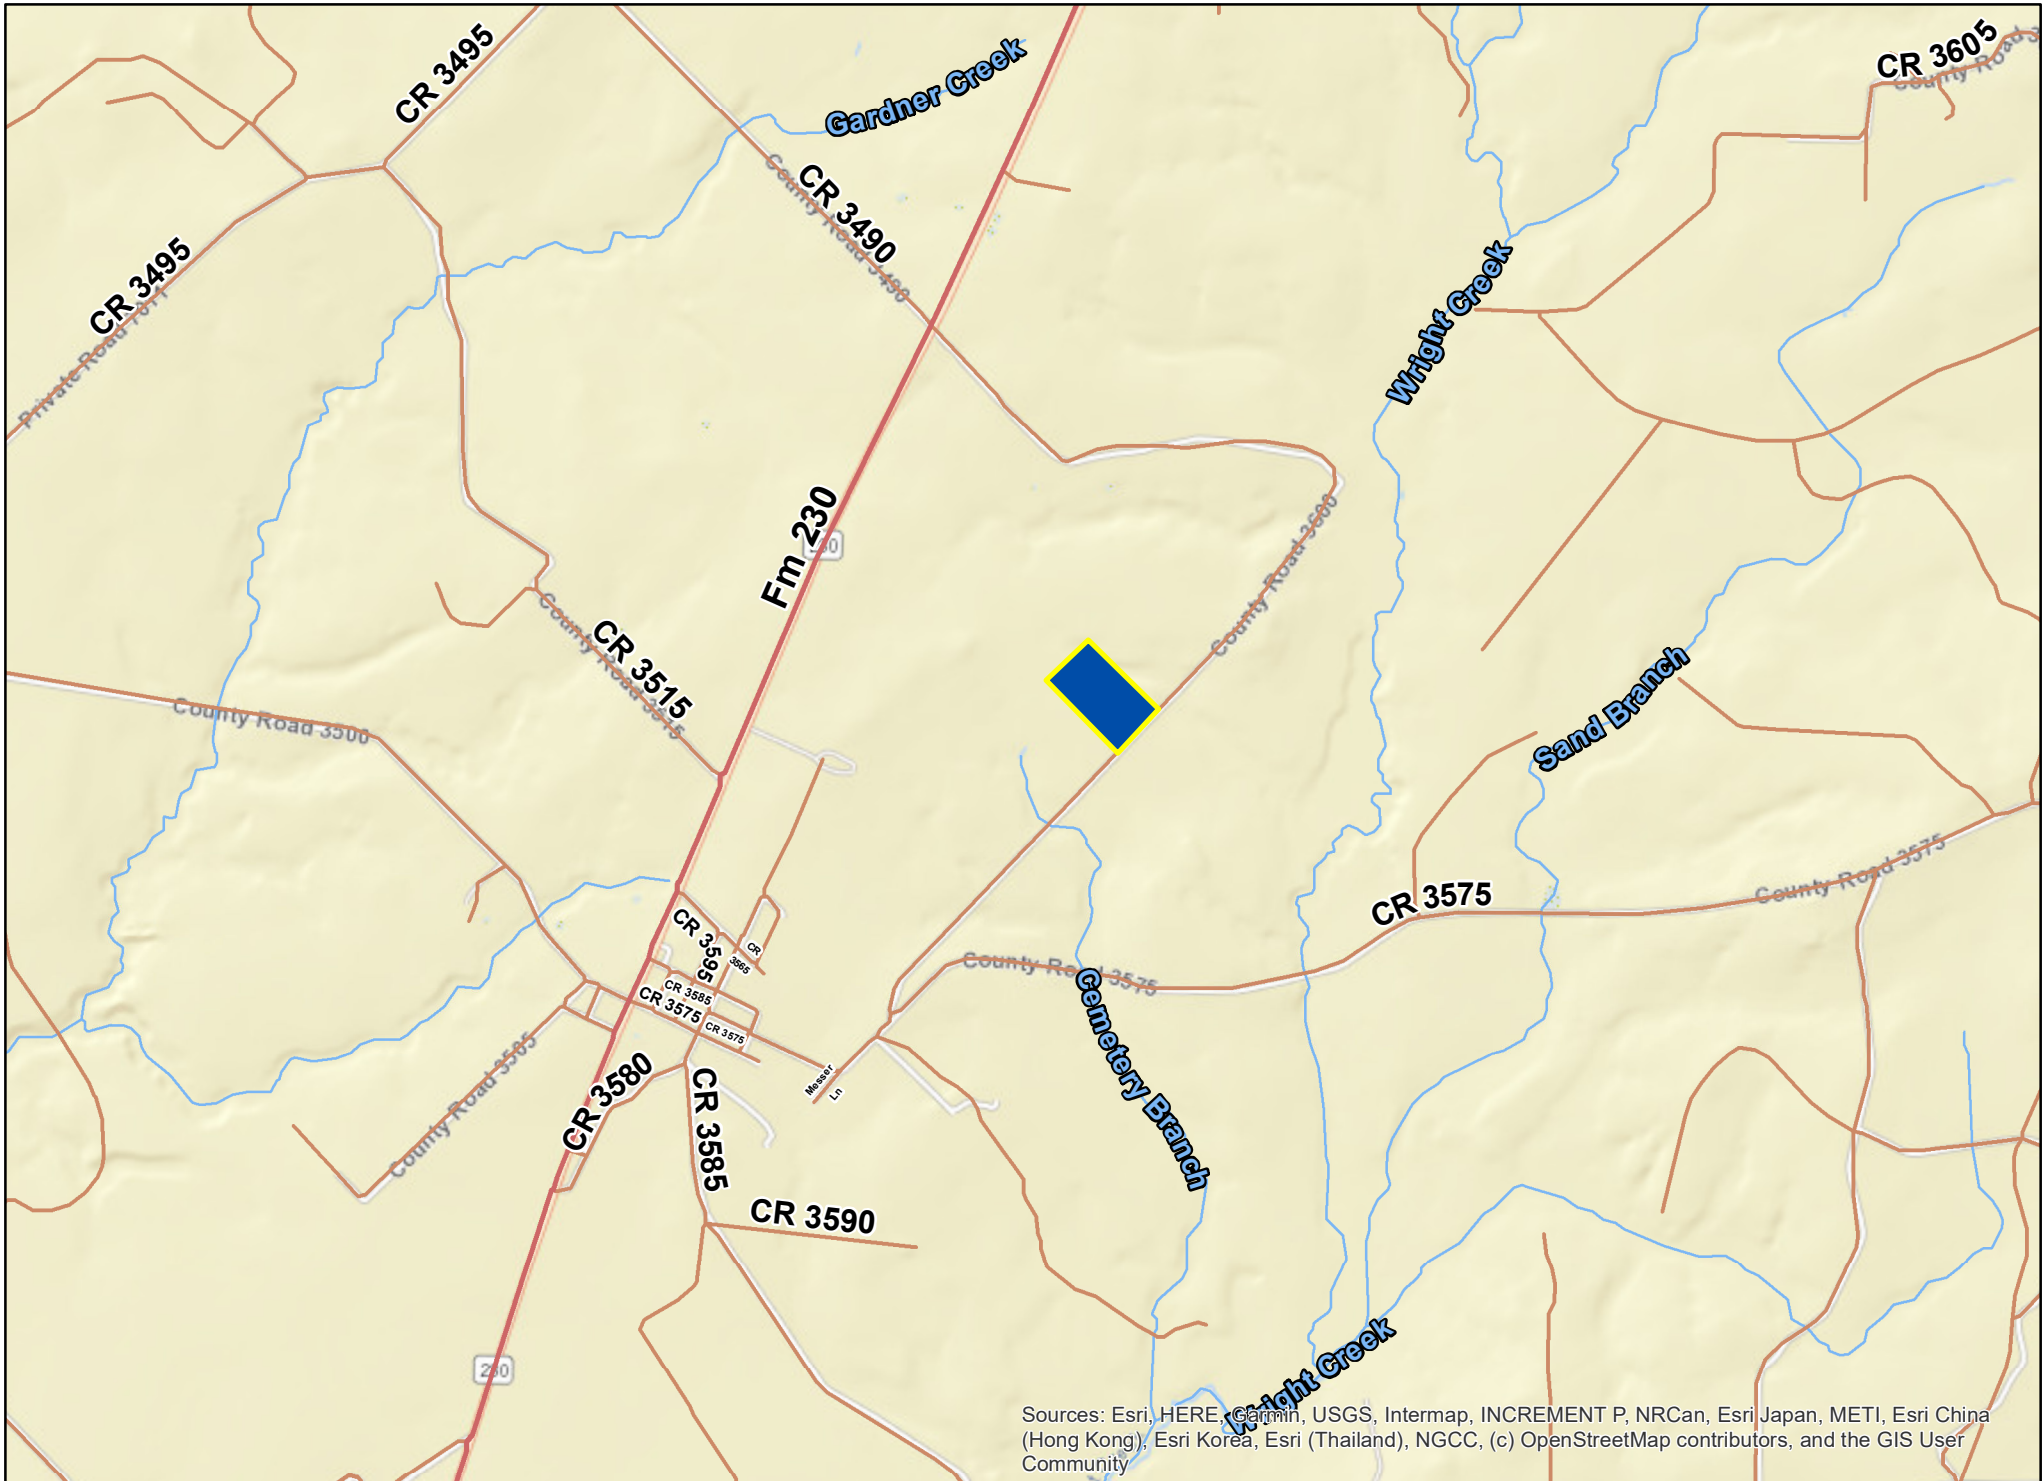 CR 3495
Gardner Creek
CR 3605
County Road
CR 3490
County Road 3490
CR 3495
Private Road 7011
Wright Creek
Fm 230
County Road 3600
CR 3515
County Road 3515
County Road 3500
Sand Branch
County Road 3575
CR 3575
CR 3595
CR
3565
CR 3585
CR 3575
CR 3575
County Road 3575
Cemetery Branch
County Road 3505
CR 3580
CR 3585
Messer
Ln
CR 3590
230
Wright Creek
Sources: Esri, HERE, Garmin, USGS, Intermap, INCREMENT P, NRCan, Esri Japan, METI, Esri China
(Hong Kong), Esri Korea, Esri (Thailand), NGCC, (c) OpenStreetMap contributors, and the GIS User
Community